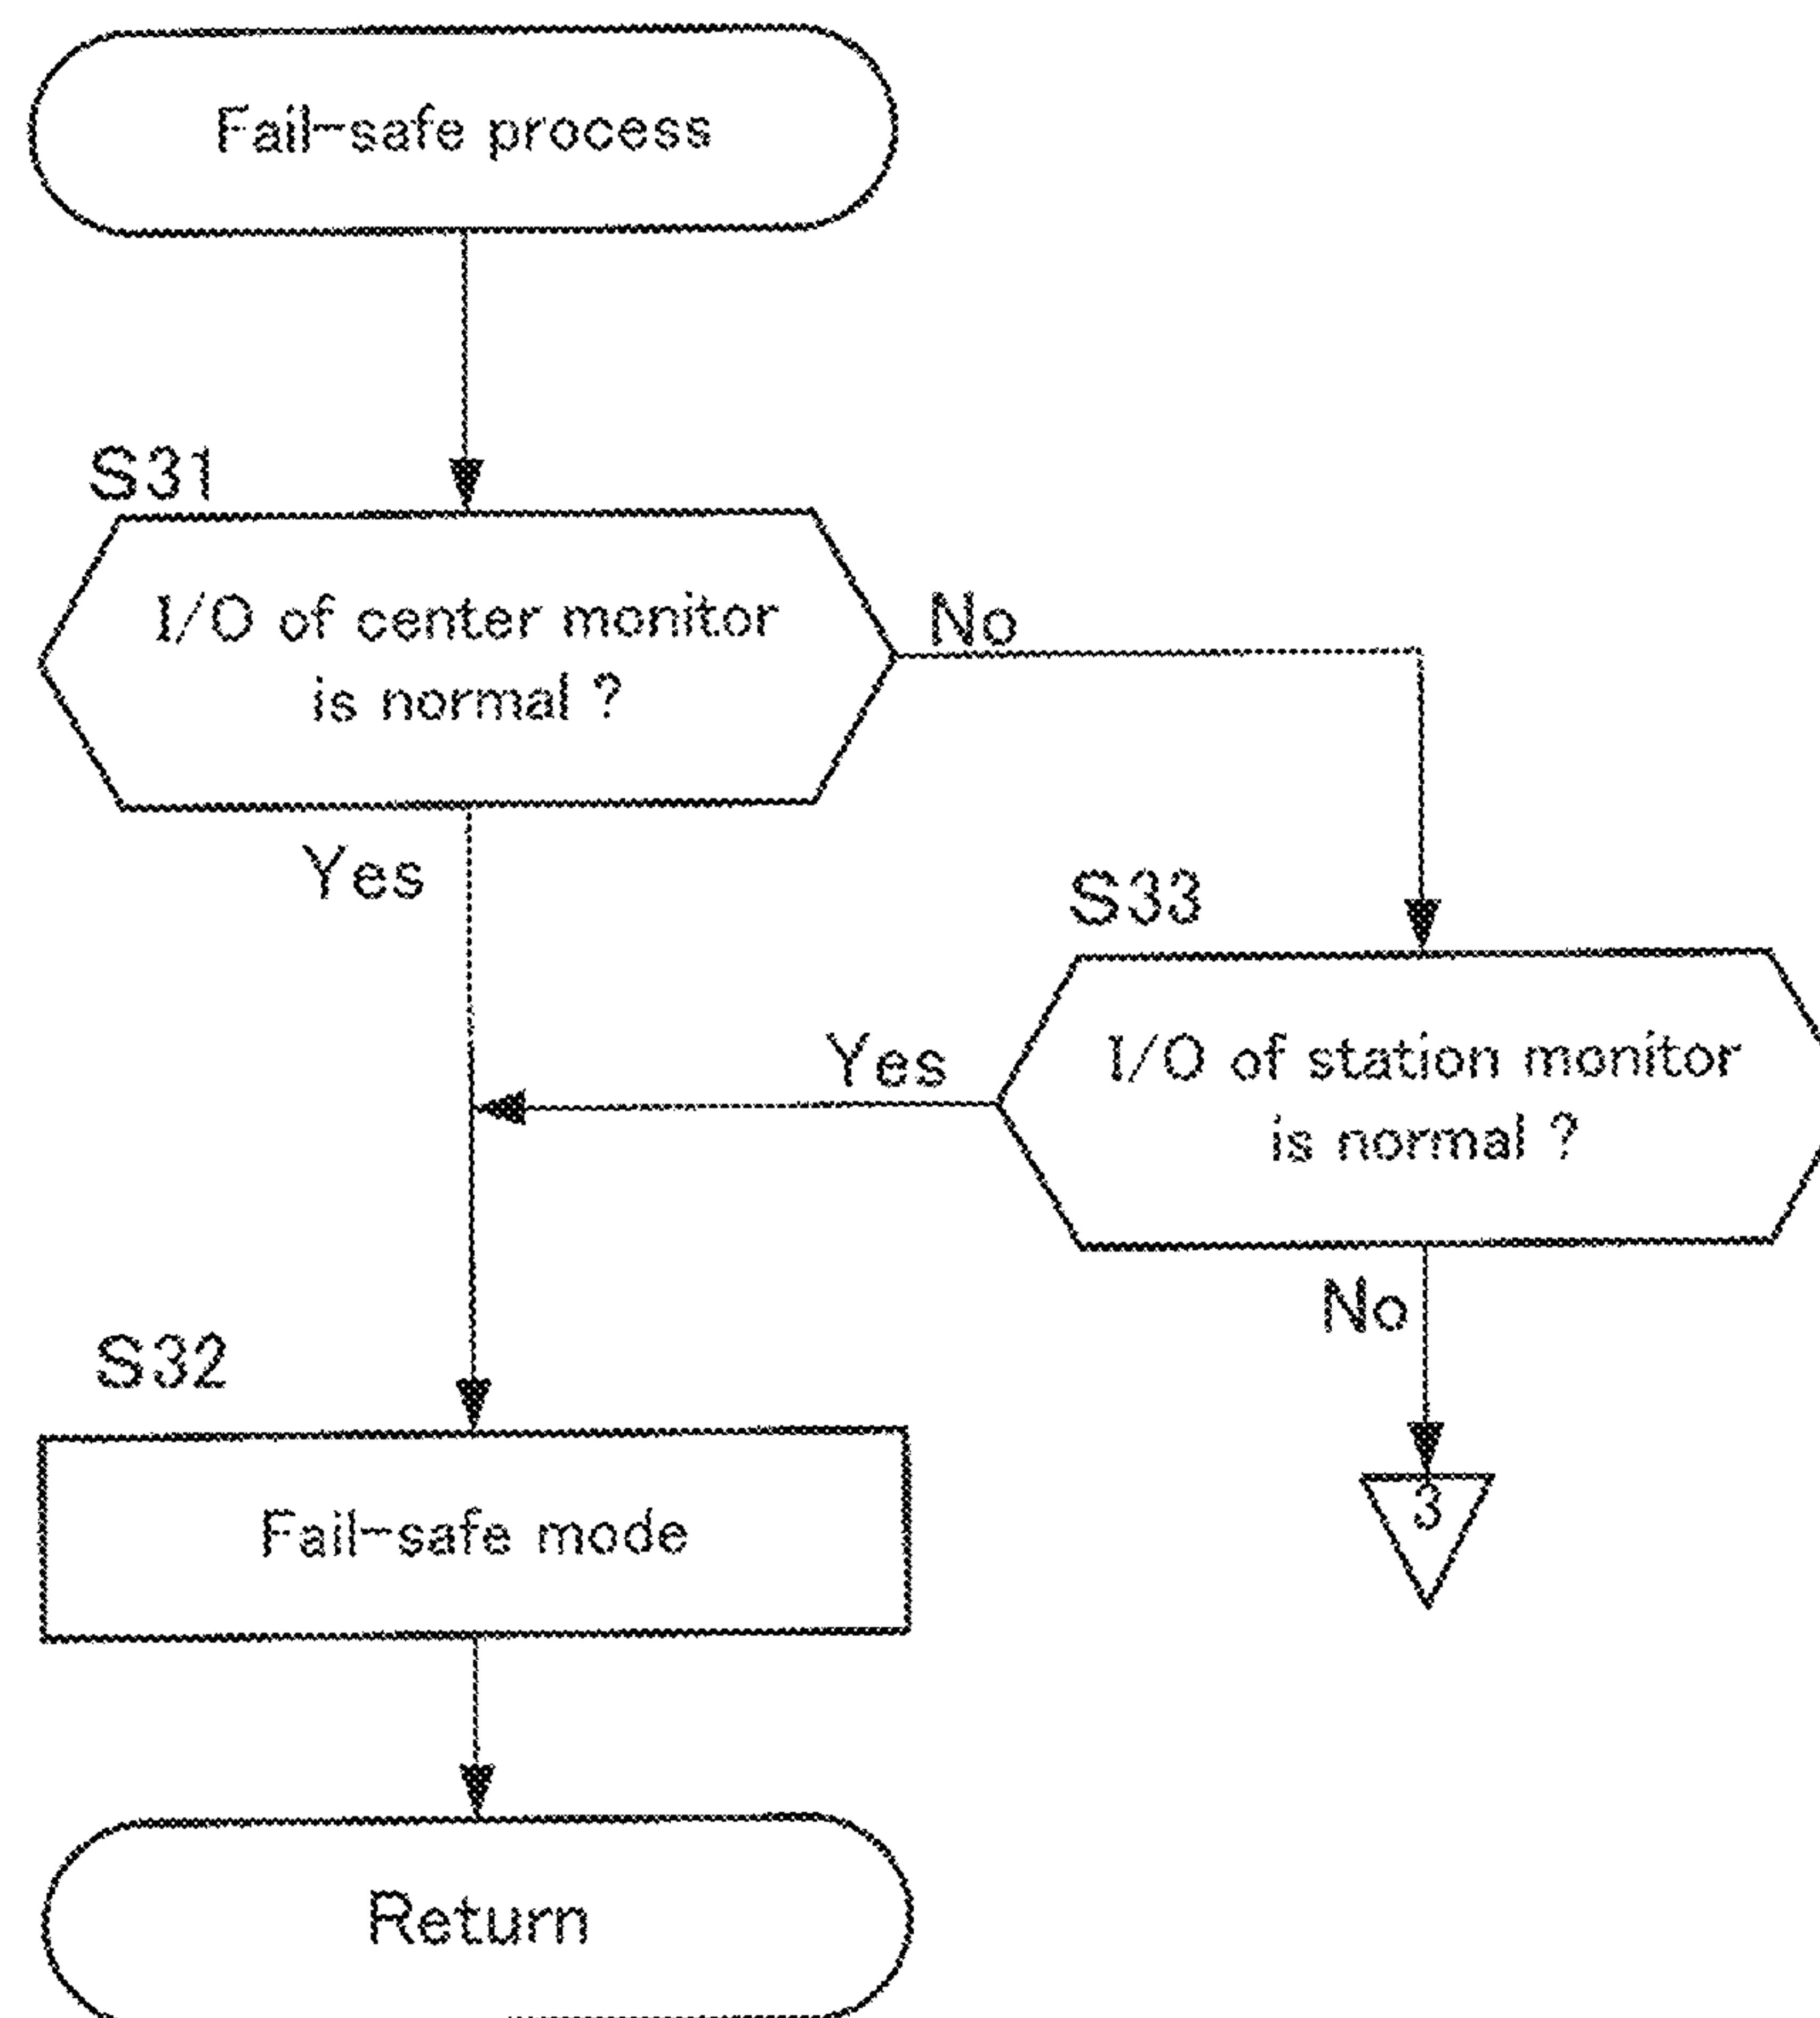 Fail-safe process
S31
I/O of center monitor
is normal ?
No
Yes
S33
I/O of station monitor
is normal ?
Yes
No
3
S32
Fail-safe mode
Return